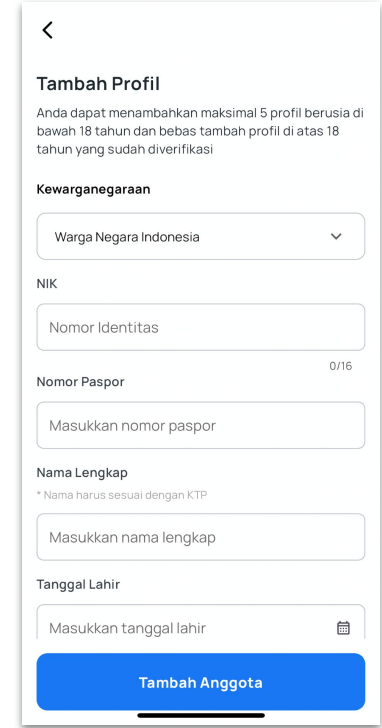 Tambah Profil
Anda dapat menambahkan maksimal 5 profil berusia di
bawah 18 tahun dan bebas tambah profil di atas 18
tahun yang sudah diverifikasi
Kewarganegaraan
Warga Negara Indonesia
NIK
Nomor Identitas
0/16
Nomor Paspor
Masukkan nomor paspor
Nama Lengkap
* Nama harus sesuai dengan KTP
Masukkan nama lengkap
Tanggal Lahir
Masukkan tanggal lahir
Tambah Anggota